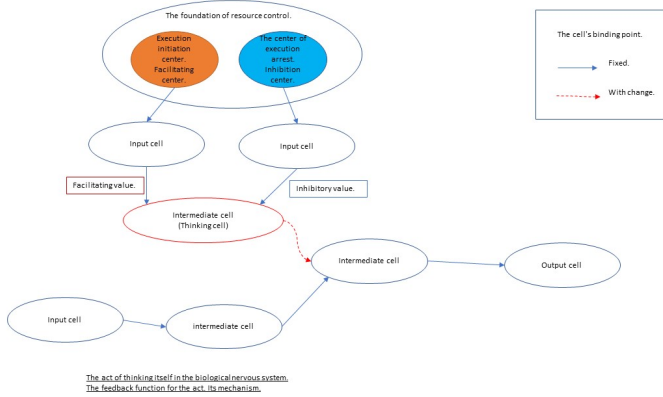 The foundation of resource control.
Execution
initiation
center.
Facilitating
center.
The center of
execution
arrest.
Inhibition
center.
The cell's binding point.
Fixed.
With change.
Input cell
Input cell
Facilitating value.
Inhibitory value.
Intermediate cell
(Thinking cell)
Intermediate cell
Output cell
Input cell
intermediate cell
The act of thinking itself in the biological nervous system.
The feedback function for the act. Its mechanism.